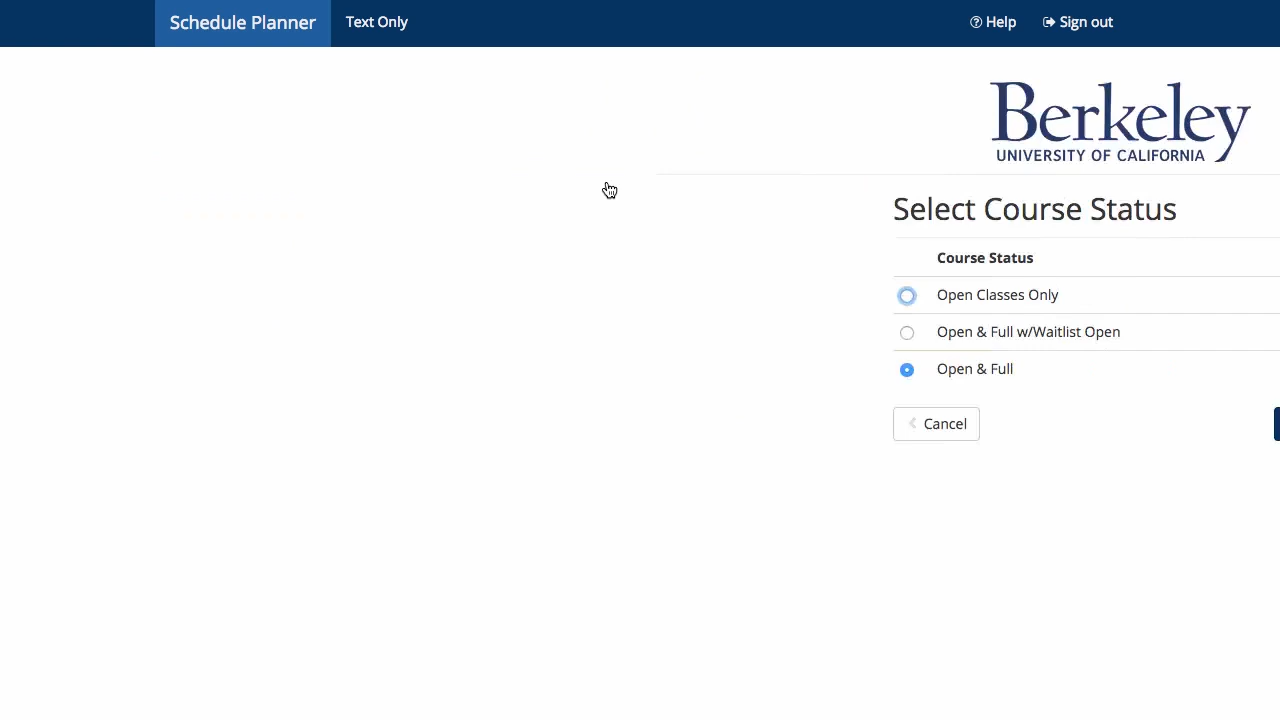 Schedule Planner
Text Only
Help
Sign out
Berkeley
UNIVERSITY OF CALIFORNIA
Select Course Status
Course Status
Open Classes Only
Open & Full w/Waitlist Open
Open & Full
Cancel